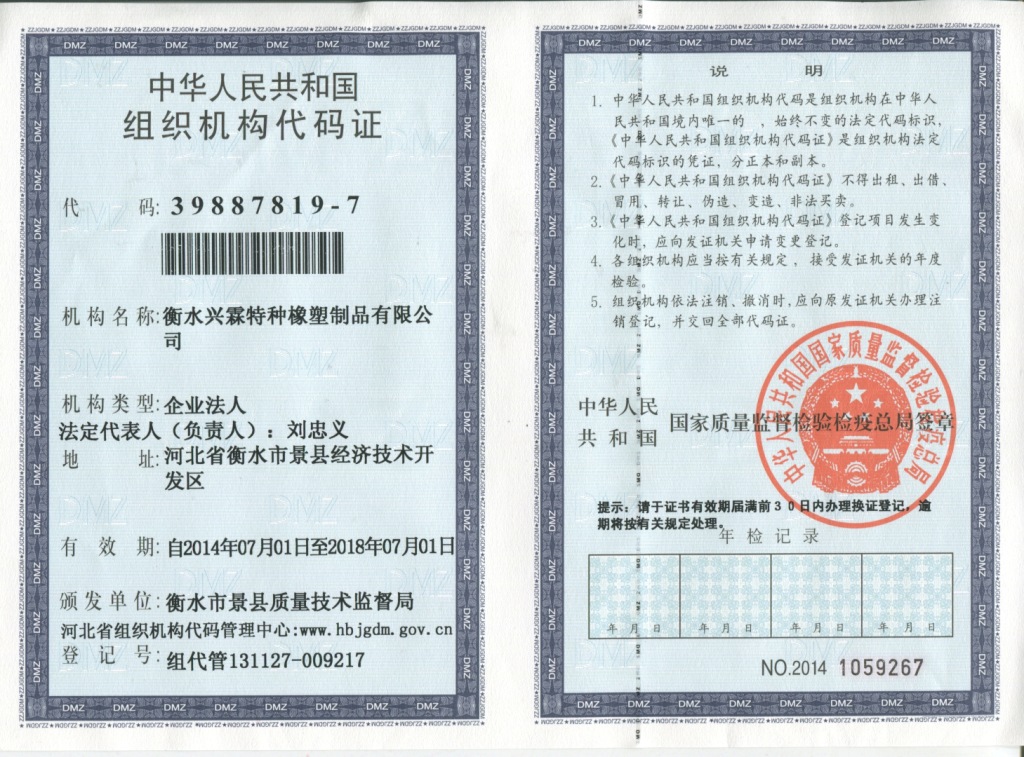 中华人民共和国
组织机构代码证
代 码: 39887819-7
机构名称:衡水兴霖特种橡塑制品有限公
司
机构类型:企业法人
法定代表人（负责人）：刘忠义
地 址:河北省衡水市景县经济技术开
发区
有 效 期:自2014年07月01日至2018年07月01日
颁发单位:衡水市景县质量技术监督局
河北省组织机构代码管理中心:www.hbjgdm.gov.cn
登 记 号:组代管131127-009217
说 明
1. 中华人民共和国组织机构代码是组织机构在中华人
民共和国境内唯一的 、始终不变的法定代码标识，
《中华人民共和国组织机构代码证》是组织机构法定
代码标识的凭证，分正本和副本。
2.《中华人民共和国组织机构代码证》不得出租、出借、
冒用、转让、伪造、变造、非法买卖。
3.《中华人民共和国组织机构代码证》登记项目发生变
化时，应向发证机关申请变更登记。
4. 各组织机构应当按有关规定，接受发证机关的年度
检验。
5. 组织机构依法注销、撤消时，应向原发证机关办理注
销登记，并交回全部代码证。
中华人民
共和国
国家质量监督检验检疫总局签章
中华人民共和国国家质量监督检验检疫总局
提示：请于证书有效期届满前30日内办理换证登记，逾
期将按有关规定处理。
年检记录
年 月 日 年 月 日 年 月 日 年 月 日
NO.2014 1059267